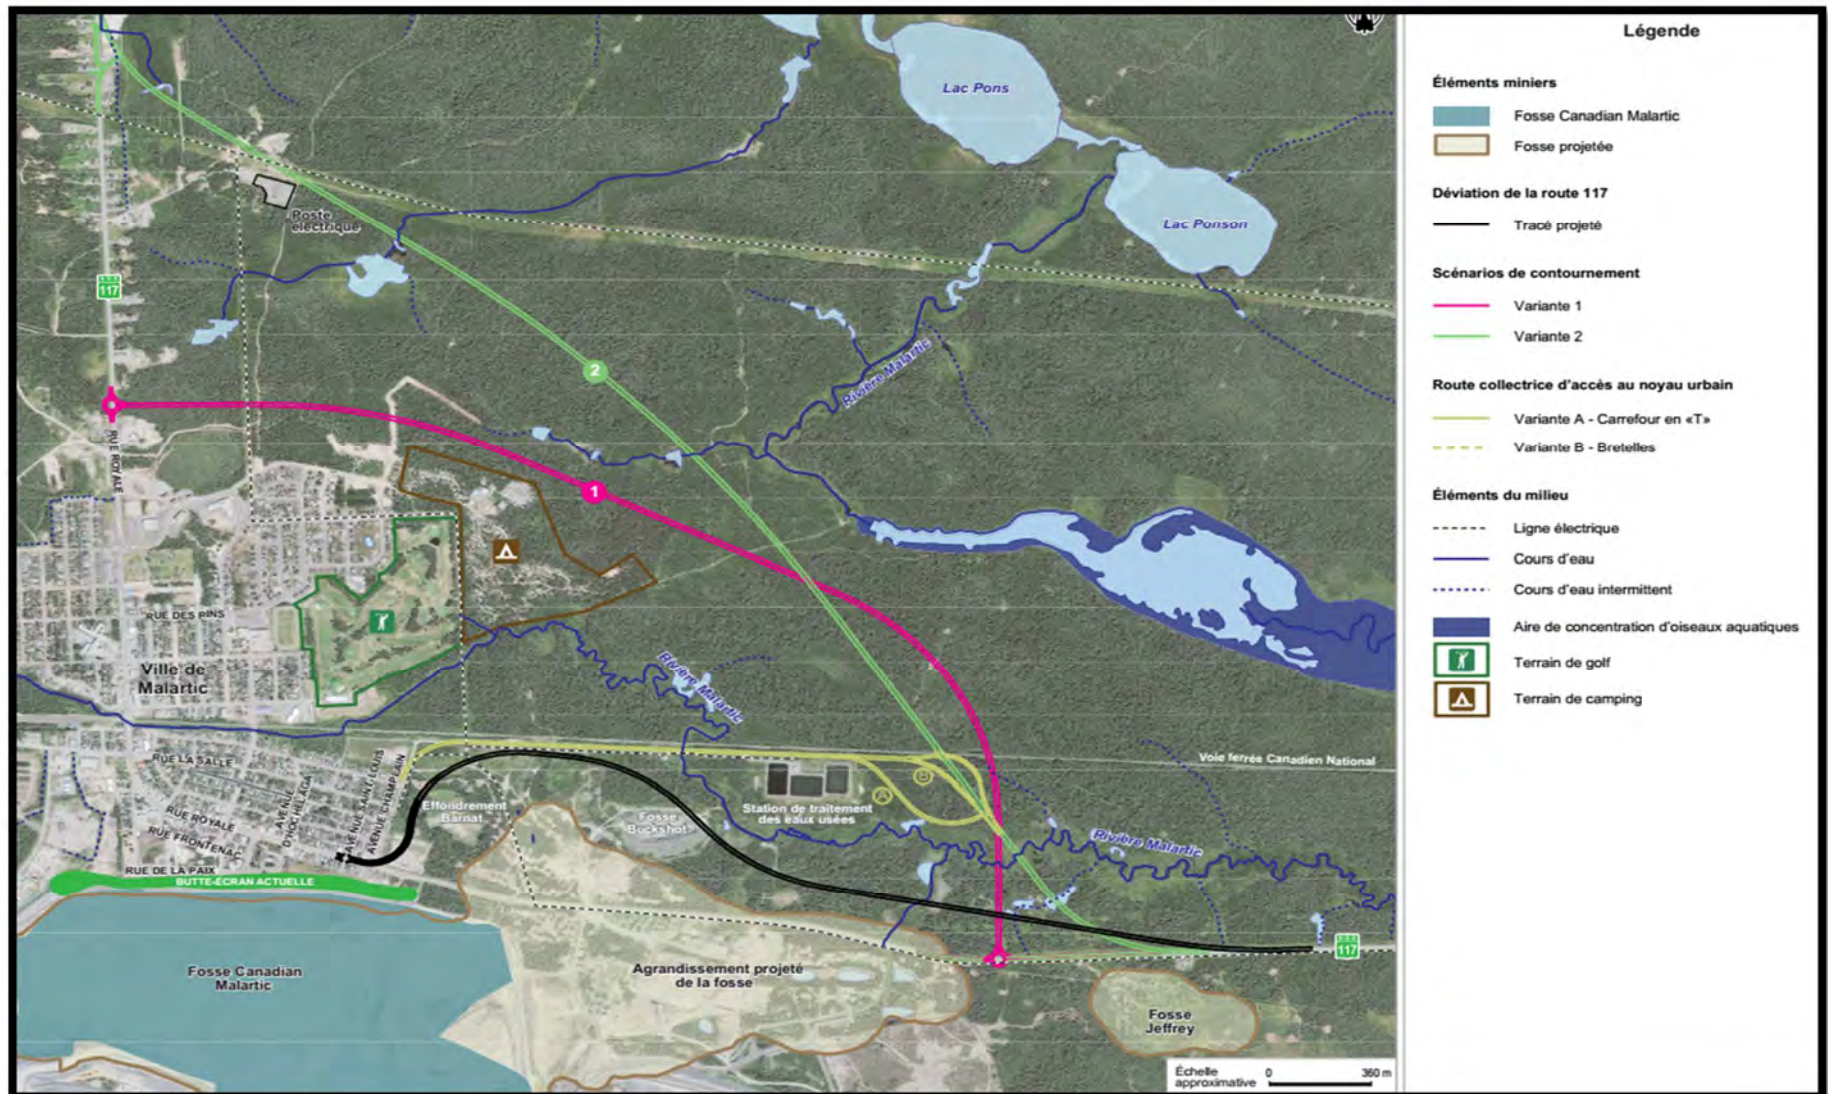 Lac Pons
Lac Ponson
Poste
électrique
117
2
Rivière Malartic
RUE ROYALE
1
RUE DES PINS
Ville de
Malartic
Rivière Malartic
RUE LA SALLE
AVENUE SAINT-LOUIS
AVENUE CHAMPLAIN
AVENUE
D'HOCHELAGA
RUE ROYALE
RUE FRONTENAC
RUE DE LA PAIX
BUTTE-ÉCRAN ACTUELLE
Effondrement
Barnat
Fosse
Buckshot
Station de traitement
des eaux usées
A
B
Voie ferrée Canadien National
Rivière Malartic
117
Fosse Canadian
Malartic
Agrandissement projeté
de la fosse
Fosse
Jeffrey
Échelle
approximative
0 360 m
Légende
Éléments miniers
Fosse Canadian Malartic
Fosse projetée
Déviation de la route 117
Tracé projeté
Scénarios de contournement
Variante 1
Variante 2
Route collectrice d'accès au noyau urbain
Variante A - Carrefour en «T»
Variante B - Bretelles
Éléments du milieu
Ligne électrique
Cours d'eau
Cours d'eau intermittent
Aire de concentration d'oiseaux aquatiques
Terrain de golf
Terrain de camping